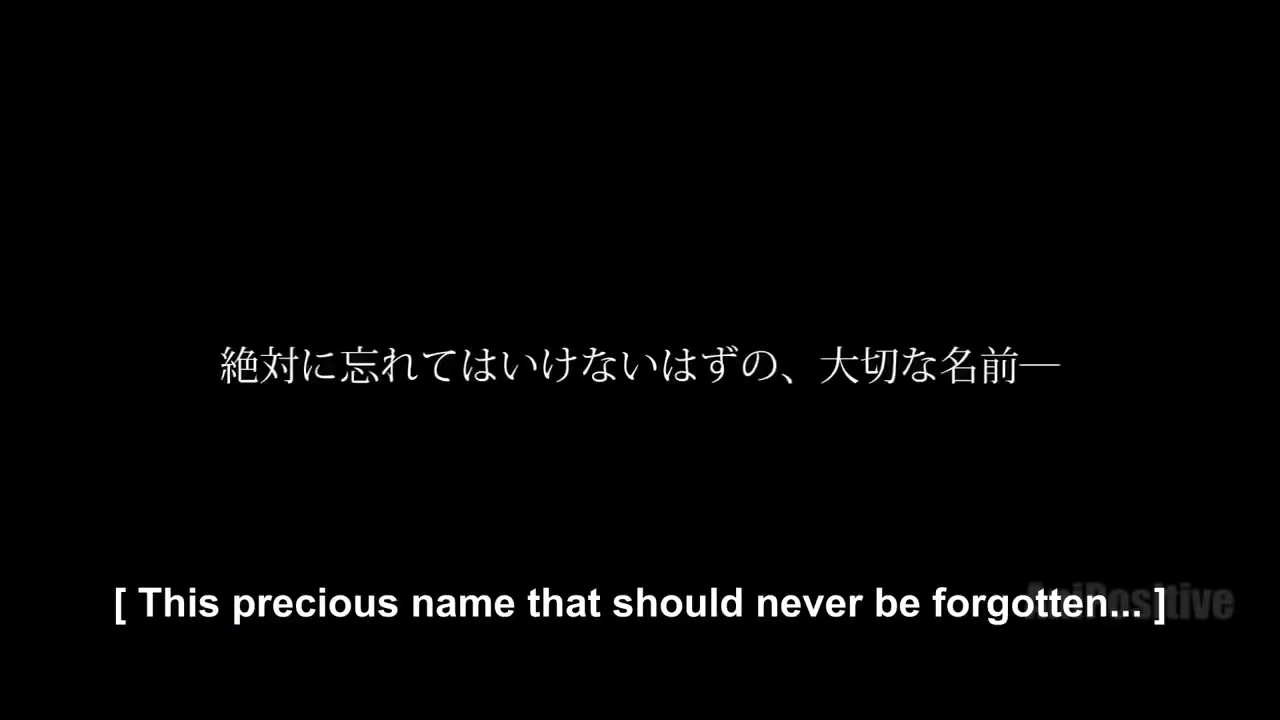 絶対に忘れてはいけないはずの、大切な名前―
[ This precious name that should never be forgotten... ]
AniPositive